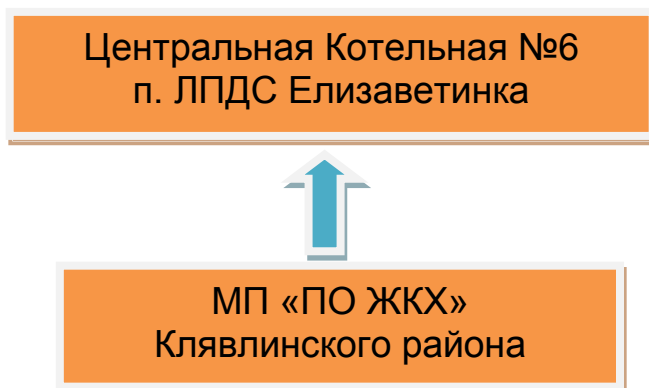 Центральная Котельная №6
п. ЛПДС Елизаветинка
МП «ПО ЖКХ»
Клявлинского района